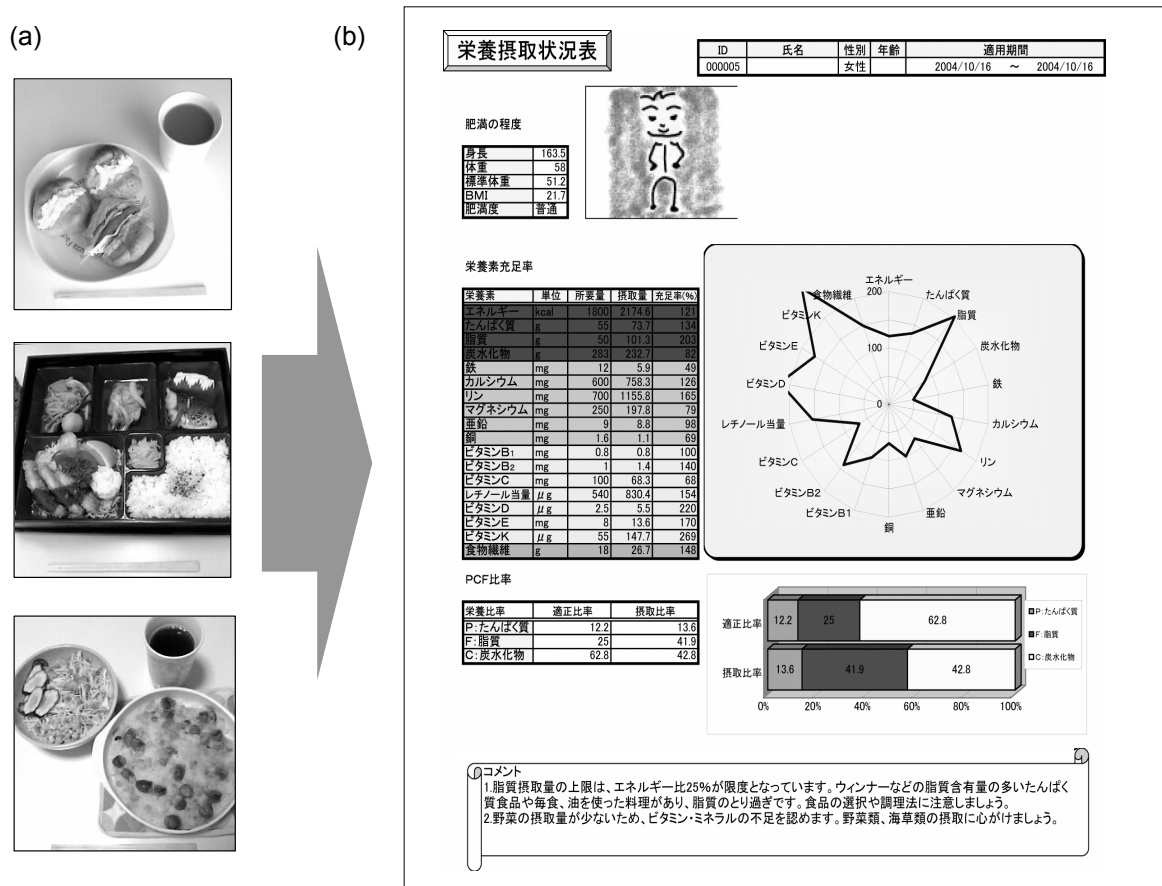 (a)
(b)
栄養摂取状況表
ID 氏名 性別 年齢 適用期間
000005 女性 2004/10/16 ～ 2004/10/16
肥満の程度
身長 163.5
体重 58
標準体重 51.2
BMI 21.7
肥満度 普通
栄養素充足率
栄養素 単位 所要量 摂取量 充足率(%)
エネルギー kcal 1800 2174.6 121
たんぱく質 g 55 73.7 134
脂質 g 50 101.3 203
炭水化物 g 283 232.7 82
鉄 mg 12 5.9 49
カルシウム mg 600 758.3 126
リン mg 700 1155.8 165
マグネシウム mg 250 197.8 79
亜鉛 mg 9 8.8 98
銅 mg 1.6 1.1 69
ビタミンB1 mg 0.8 0.8 100
ビタミンB2 mg 1 1.4 140
ビタミンC mg 100 68.3 68
レチノール当量 μg 540 830.4 154
ビタミンD μg 2.5 5.5 220
ビタミンE mg 8 13.6 170
ビタミンK μg 55 147.7 269
食物繊維 g 18 26.7 148
エネルギー
たんぱく質
脂質
炭水化物
鉄
カルシウム
リン
マグネシウム
亜鉛
銅
ビタミンB1
ビタミンB2
ビタミンC
レチノール当量
ビタミンD
ビタミンE
ビタミンK
食物繊維
200
100
0
PCF比率
栄養比率 適正比率 摂取比率
P:たんぱく質 12.2 13.6
F:脂質 25 41.9
C:炭水化物 62.8 42.8
適正比率 12.2 25 62.8
摂取比率 13.6 41.9 42.8
0% 20% 40% 60% 80% 100%
P:たんぱく質
F:脂質
C:炭水化物
コメント
1.脂質摂取量の上限は、エネルギー比25%が限度となっています。ウィンナーなどの脂質含有量の多いたんぱく
質食品や毎食、油を使った料理があり、脂質のとり過ぎです。食品の選択や調理法に注意しましょう。
2.野菜の摂取量が少ないため、ビタミン・ミネラルの不足を認めます。野菜類、海草類の摂取に心がけましょう。